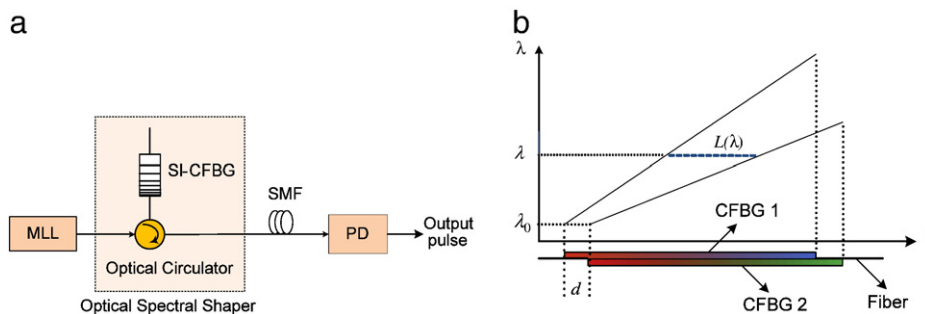 a
SI-CFBG
SMF
MLL
PD
Output
pulse
Optical Circulator
Optical Spectral Shaper
b
λ
λ
L(λ)
λ0
CFBG 1
d
CFBG 2
Fiber